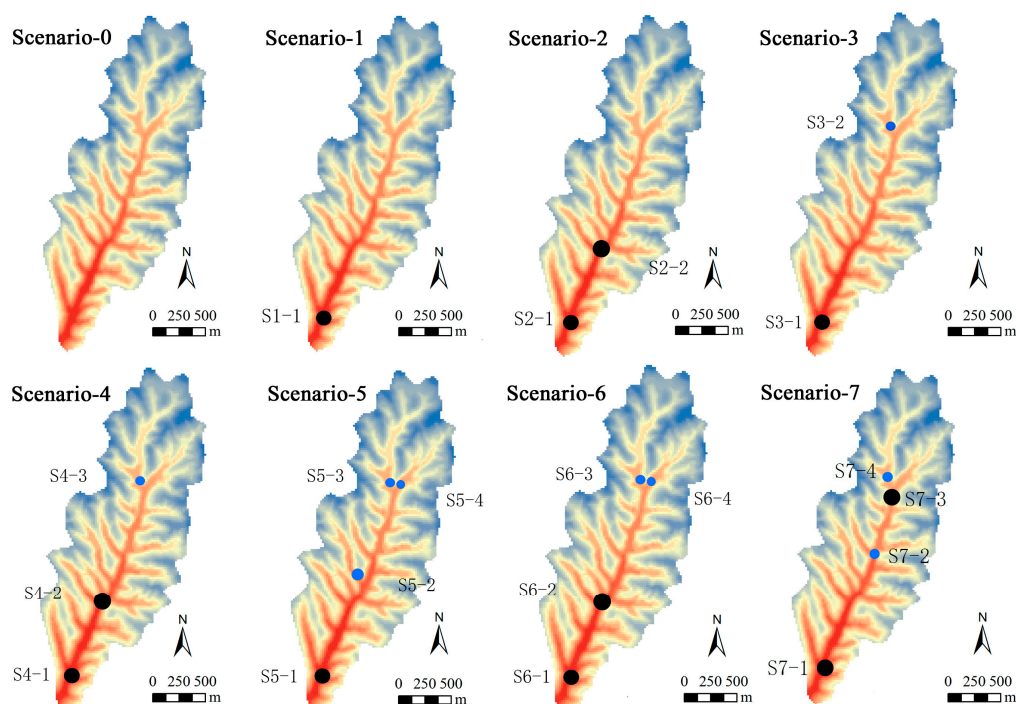 Scenario-0
N
0 250 500
m
Scenario-1
S1-1
N
0 250 500
m
Scenario-2
S2-2
S2-1
N
0 250 500
m
Scenario-3
S3-2
S3-1
N
0 250 500
m
Scenario-4
S4-3
S4-2
S4-1
N
0 250 500
m
Scenario-5
S5-3
S5-4
S5-2
S5-1
N
0 250 500
m
Scenario-6
S6-3
S6-4
S6-2
S6-1
N
0 250 500
m
Scenario-7
S7-4
S7-3
S7-2
S7-1
N
0 250 500
m